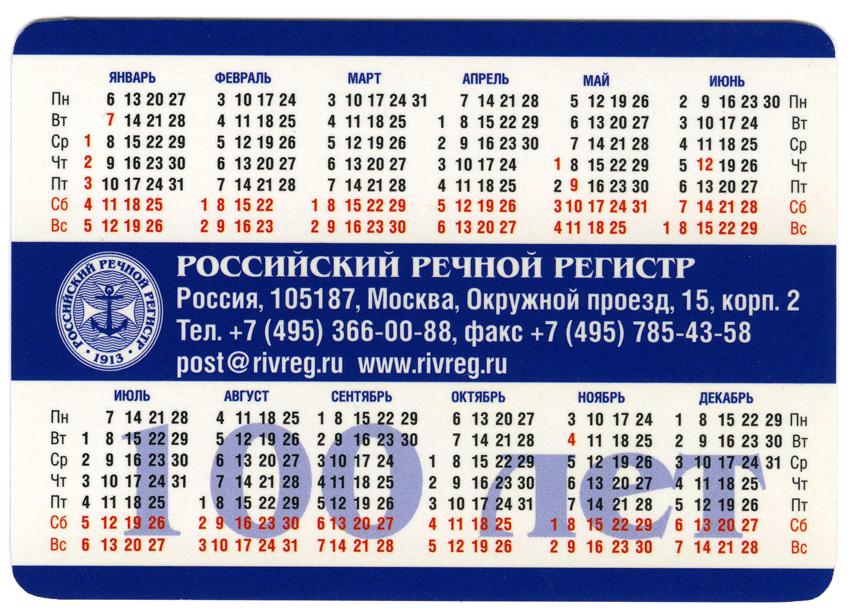 ЯНВАРЬ ФЕВРАЛЬ МАРТ АПРЕЛЬ МАЙ ИЮНЬ
Пн 6 13 20 27 3 10 17 24 3 10 17 24 31 7 14 21 28 5 12 19 26 2 9 16 23 30 Пн
Вт 7 14 21 28 4 11 18 25 4 11 18 25 1 8 15 22 29 6 13 20 27 3 10 17 24 Вт
Ср 1 8 15 22 29 5 12 19 26 5 12 19 26 2 9 16 23 30 7 14 21 28 4 11 18 25 Ср
Чт 2 9 16 23 30 6 13 20 27 6 13 20 27 3 10 17 24 1 8 15 22 29 5 12 19 26 Чт
Пт 3 10 17 24 31 7 14 21 28 7 14 21 28 4 11 18 25 2 9 16 23 30 6 13 20 27 Пт
Сб 4 11 18 25 1 8 15 22 1 8 15 22 29 5 12 19 26 3 10 17 24 31 7 14 21 28 Сб
Вс 5 12 19 26 2 9 16 23 2 9 16 23 30 6 13 20 27 4 11 18 25 1 8 15 22 29 Вс
РОССИЙСКИЙ РЕЧНОЙ РЕГИСТР
1913
РОССИЙСКИЙ РЕЧНОЙ РЕГИСТР
Россия, 105187, Москва, Окружной проезд, 15, корп. 2
Тел. +7 (495) 366-00-88, факс +7 (495) 785-43-58
post@rivreg.ru www.rivreg.ru
ИЮЛЬ АВГУСТ СЕНТЯБРЬ ОКТЯБРЬ НОЯБРЬ ДЕКАБРЬ
Пн 7 14 21 28 4 11 18 25 1 8 15 22 29 6 13 20 27 3 10 17 24 1 8 15 22 29 Пн
Вт 1 8 15 22 29 5 12 19 26 2 9 16 23 30 7 14 21 28 4 11 18 25 2 9 16 23 30 Вт
Ср 2 9 16 23 30 6 13 20 27 3 10 17 24 1 8 15 22 29 5 12 19 26 3 10 17 24 31 Ср
Чт 3 10 17 24 31 7 14 21 28 4 11 18 25 2 9 16 23 30 6 13 20 27 4 11 18 25 Чт
Пт 4 11 18 25 1 8 15 22 29 5 12 19 26 3 10 17 24 31 7 14 21 28 5 12 19 26 Пт
Сб 5 12 19 26 2 9 16 23 30 6 13 20 27 4 11 18 25 1 8 15 22 29 6 13 20 27 Сб
Вс 6 13 20 27 3 10 17 24 31 7 14 21 28 5 12 19 26 2 9 16 23 30 7 14 21 28 Вс
100 лет